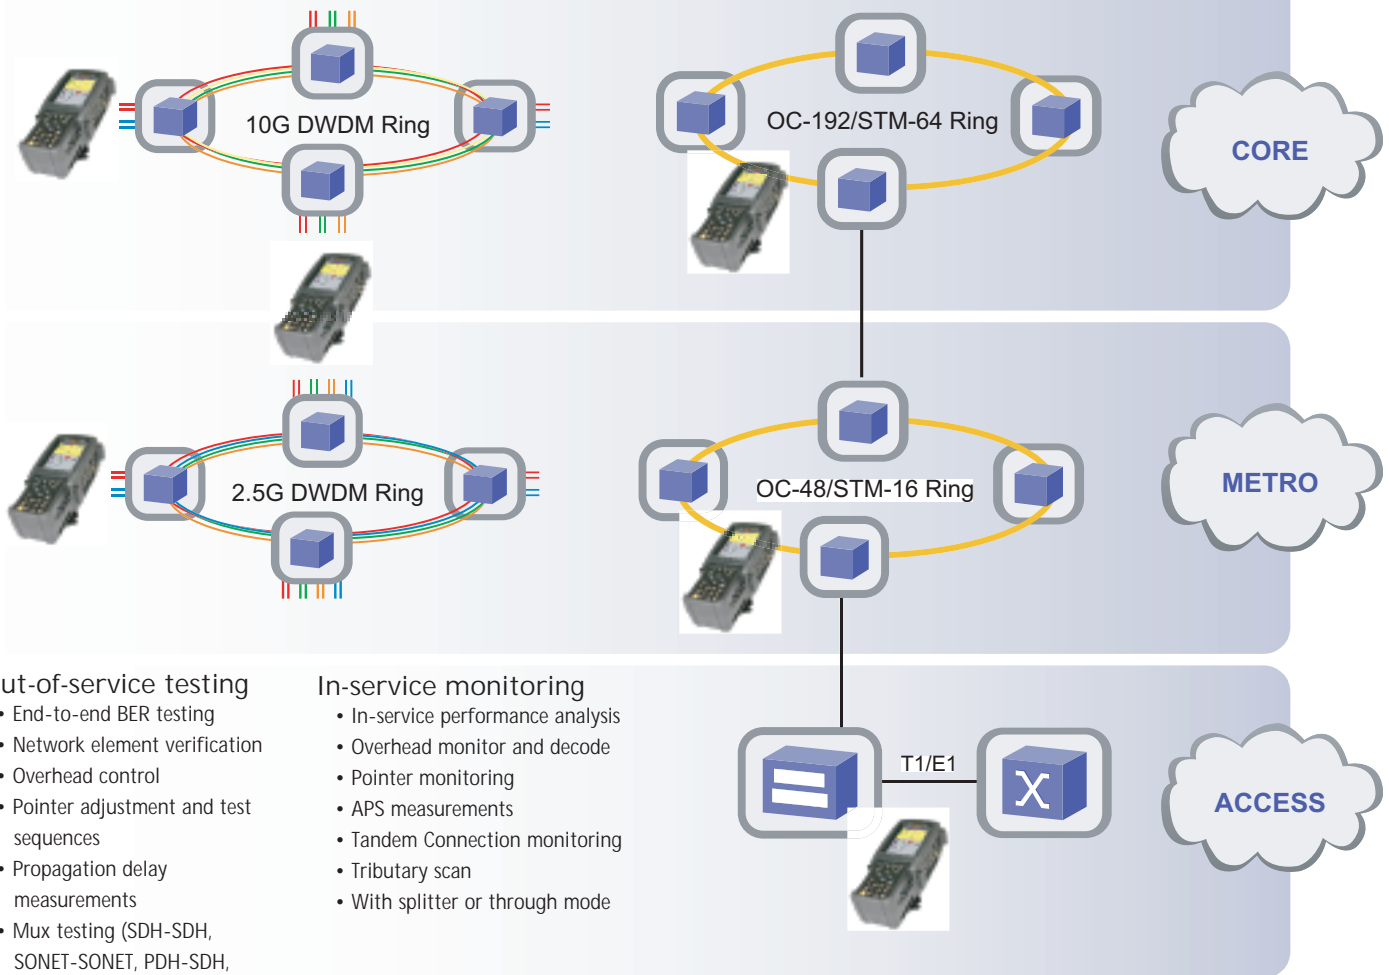 10G DWDM Ring
OC-192/STM-64 Ring
CORE
2.5G DWDM Ring
OC-48/STM-16 Ring
METRO
ut-of-service testing
• End-to-end BER testing
• Network element verification
• Overhead control
• Pointer adjustment and test
sequences
• Propagation delay
measurements
• Mux testing (SDH-SDH,
SONET-SONET, PDH-SDH,
In-service monitoring
• In-service performance analysis
• Overhead monitor and decode
• Pointer monitoring
• APS measurements
• Tandem Connection monitoring
• Tributary scan
• With splitter or through mode
T1/E1
X
ACCESS